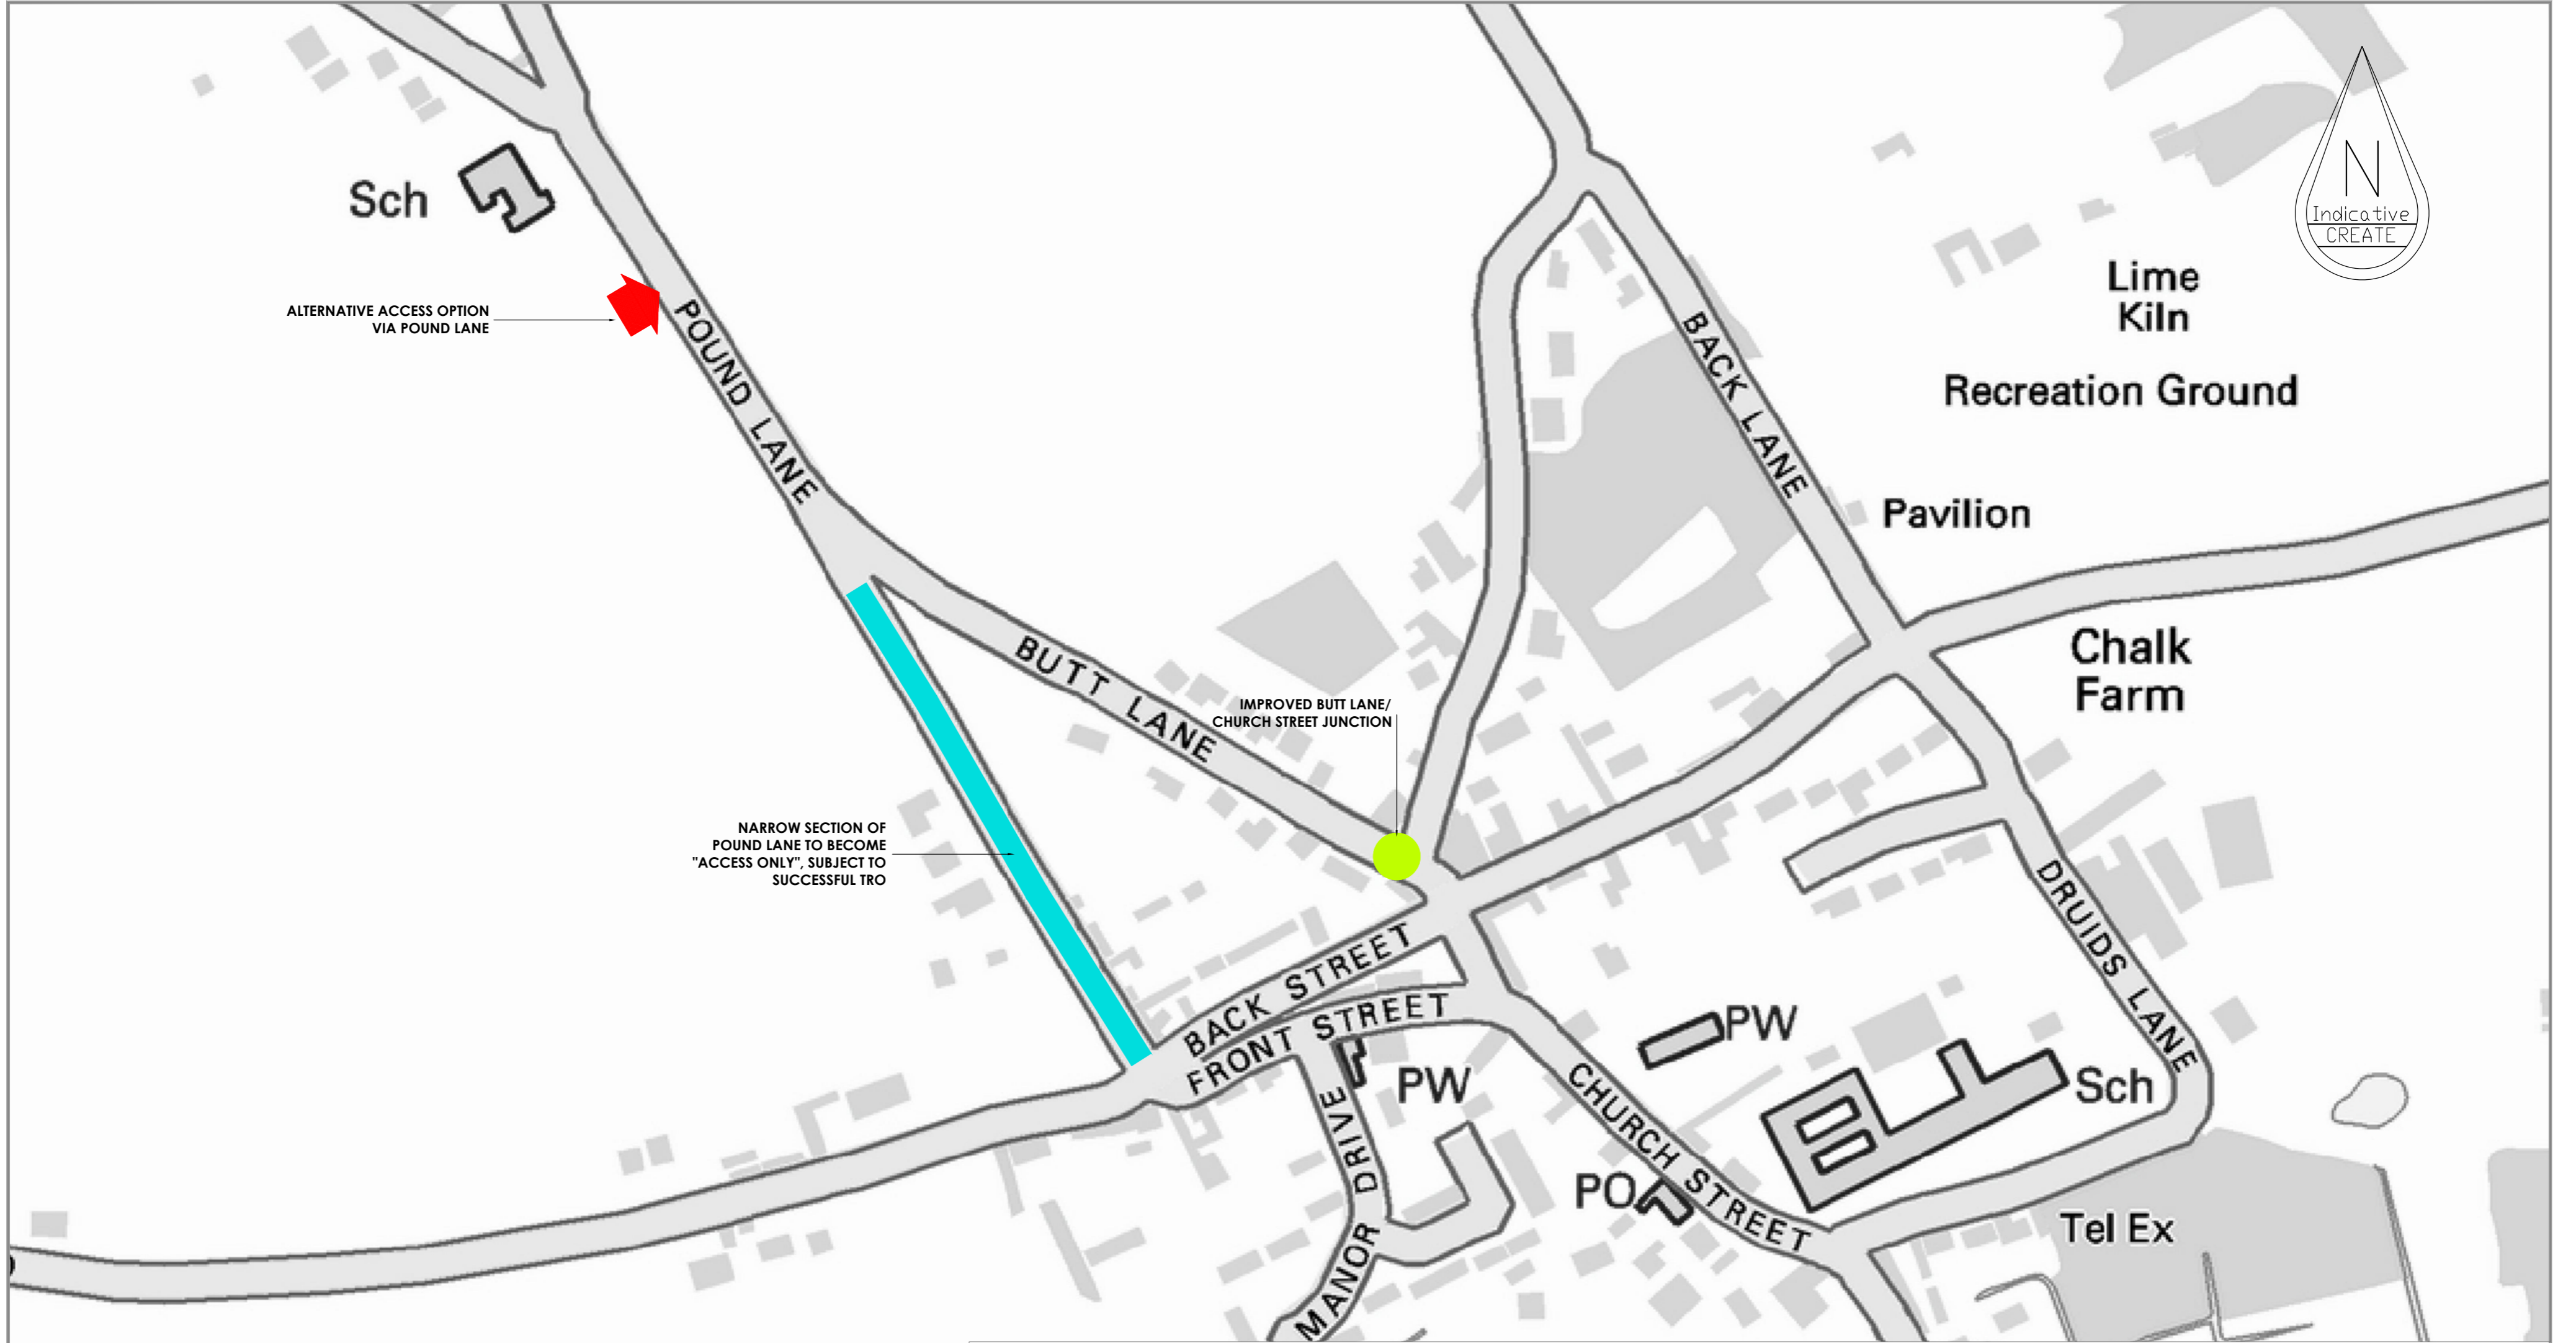 N
Indicative
CREATE
Sch
ALTERNATIVE ACCESS OPTION
VIA POUND LANE
POUND LANE
BACK LANE
Lime
Kiln
Recreation Ground
Pavilion
BUTT LANE
Chalk
Farm
IMPROVED BUTT LANE/
CHURCH STREET JUNCTION
NARROW SECTION OF
POUND LANE TO BECOME
"ACCESS ONLY", SUBJECT TO
SUCCESSFUL TRO
DRUIDS LANE
BACK STREET
FRONT STREET
PW
PW
Sch
CHURCH STREET
MANOR DRIVE
PO
Tel Ex